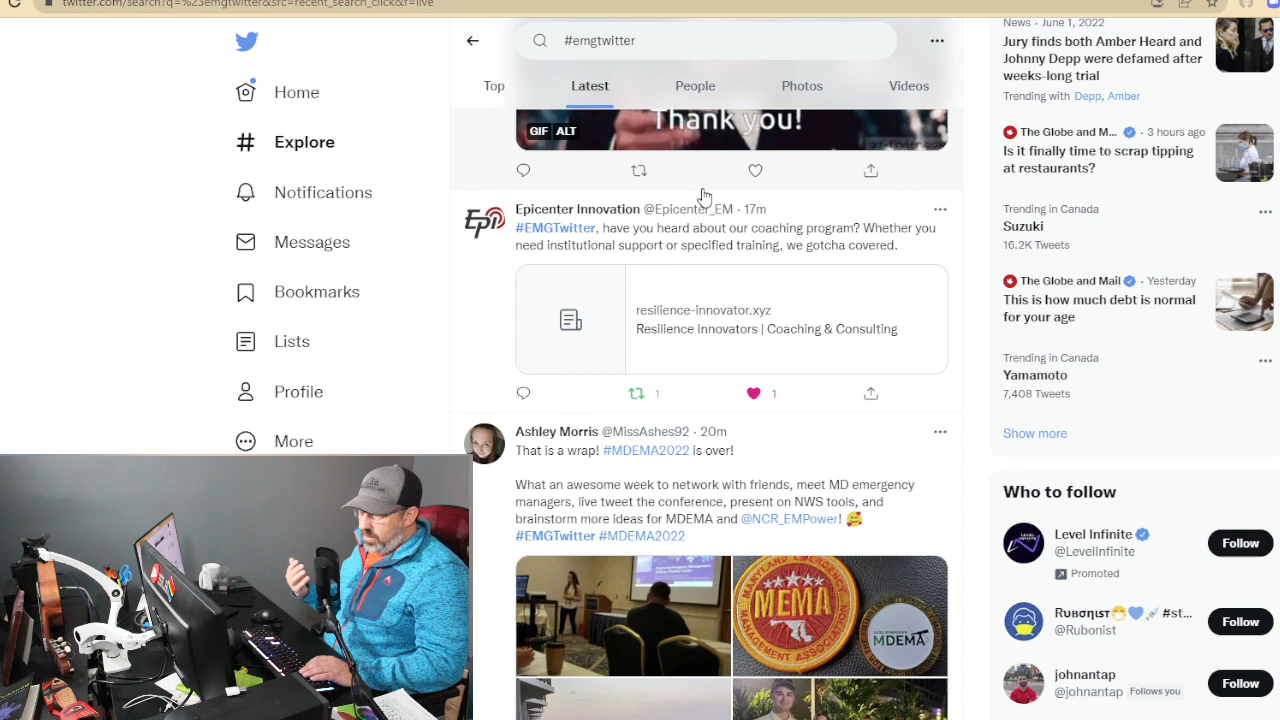 twitter.com/search?q=%23emgtwitter&src=recent_search_click&f=live
Home
Explore
Notifications
Messages
Bookmarks
Lists
Profile
More
#emgtwitter
Top
Latest
People
Photos
Videos
Thank you!
GIF ALT
Epicenter Innovation @Epicenter_EM · 17m
#EMGTwitter, have you heard about our coaching program? Whether you
need institutional support or specified training, we gotcha covered.
resilience-innovator.xyz
Resilience Innovators | Coaching & Consulting
1
1
Ashley Morris @MissAshes92 · 20m
That is a wrap! #MDEMA2022 is over!
What an awesome week to network with friends, meet MD emergency
managers, live tweet the conference, present on NWS tools, and
brainstorm more ideas for MDEMA and @NCR_EMPower! 🥰
#EMGTwitter #MDEMA2022
MEMA
MDEMA
News · June 1, 2022
Jury finds both Amber Heard and
Johnny Depp were defamed after
weeks-long trial
Trending with Depp, Amber
The Globe and M... · 3 hours ago
Is it finally time to scrap tipping
at restaurants?
Trending in Canada
Suzuki
16.2K Tweets
The Globe and Mail · Yesterday
This is how much debt is normal
for your age
Trending in Canada
Yamamoto
7,408 Tweets
Show more
Who to follow
Level Infinite
@LevelInfinite
Promoted
Follow
Rᴜʙσηιѕт😷💙💉 #st...
@Rubonist
Follow
johnantap
@johnantap Follows you
Follow